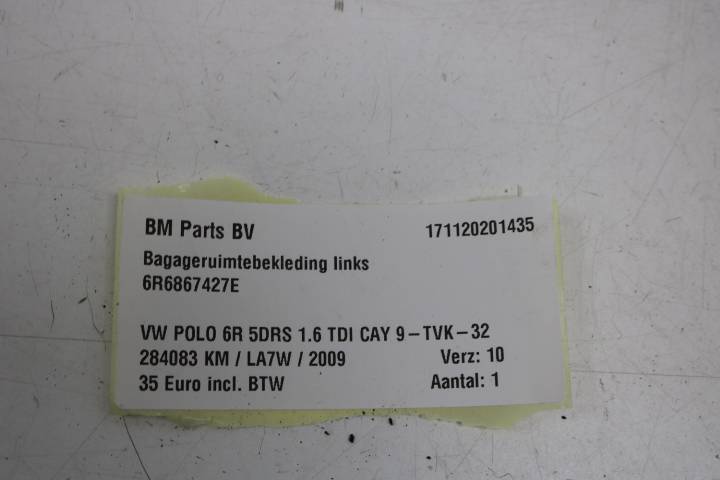 BM Parts BV 171120201435
Bagageruimtebekleding links
6R6867427E
VW POLO 6R 5DRS 1.6 TDI CAY 9-TVK-32
284083 KM / LA7W / 2009 Verz: 10
35 Euro incl. BTW Aantal: 1